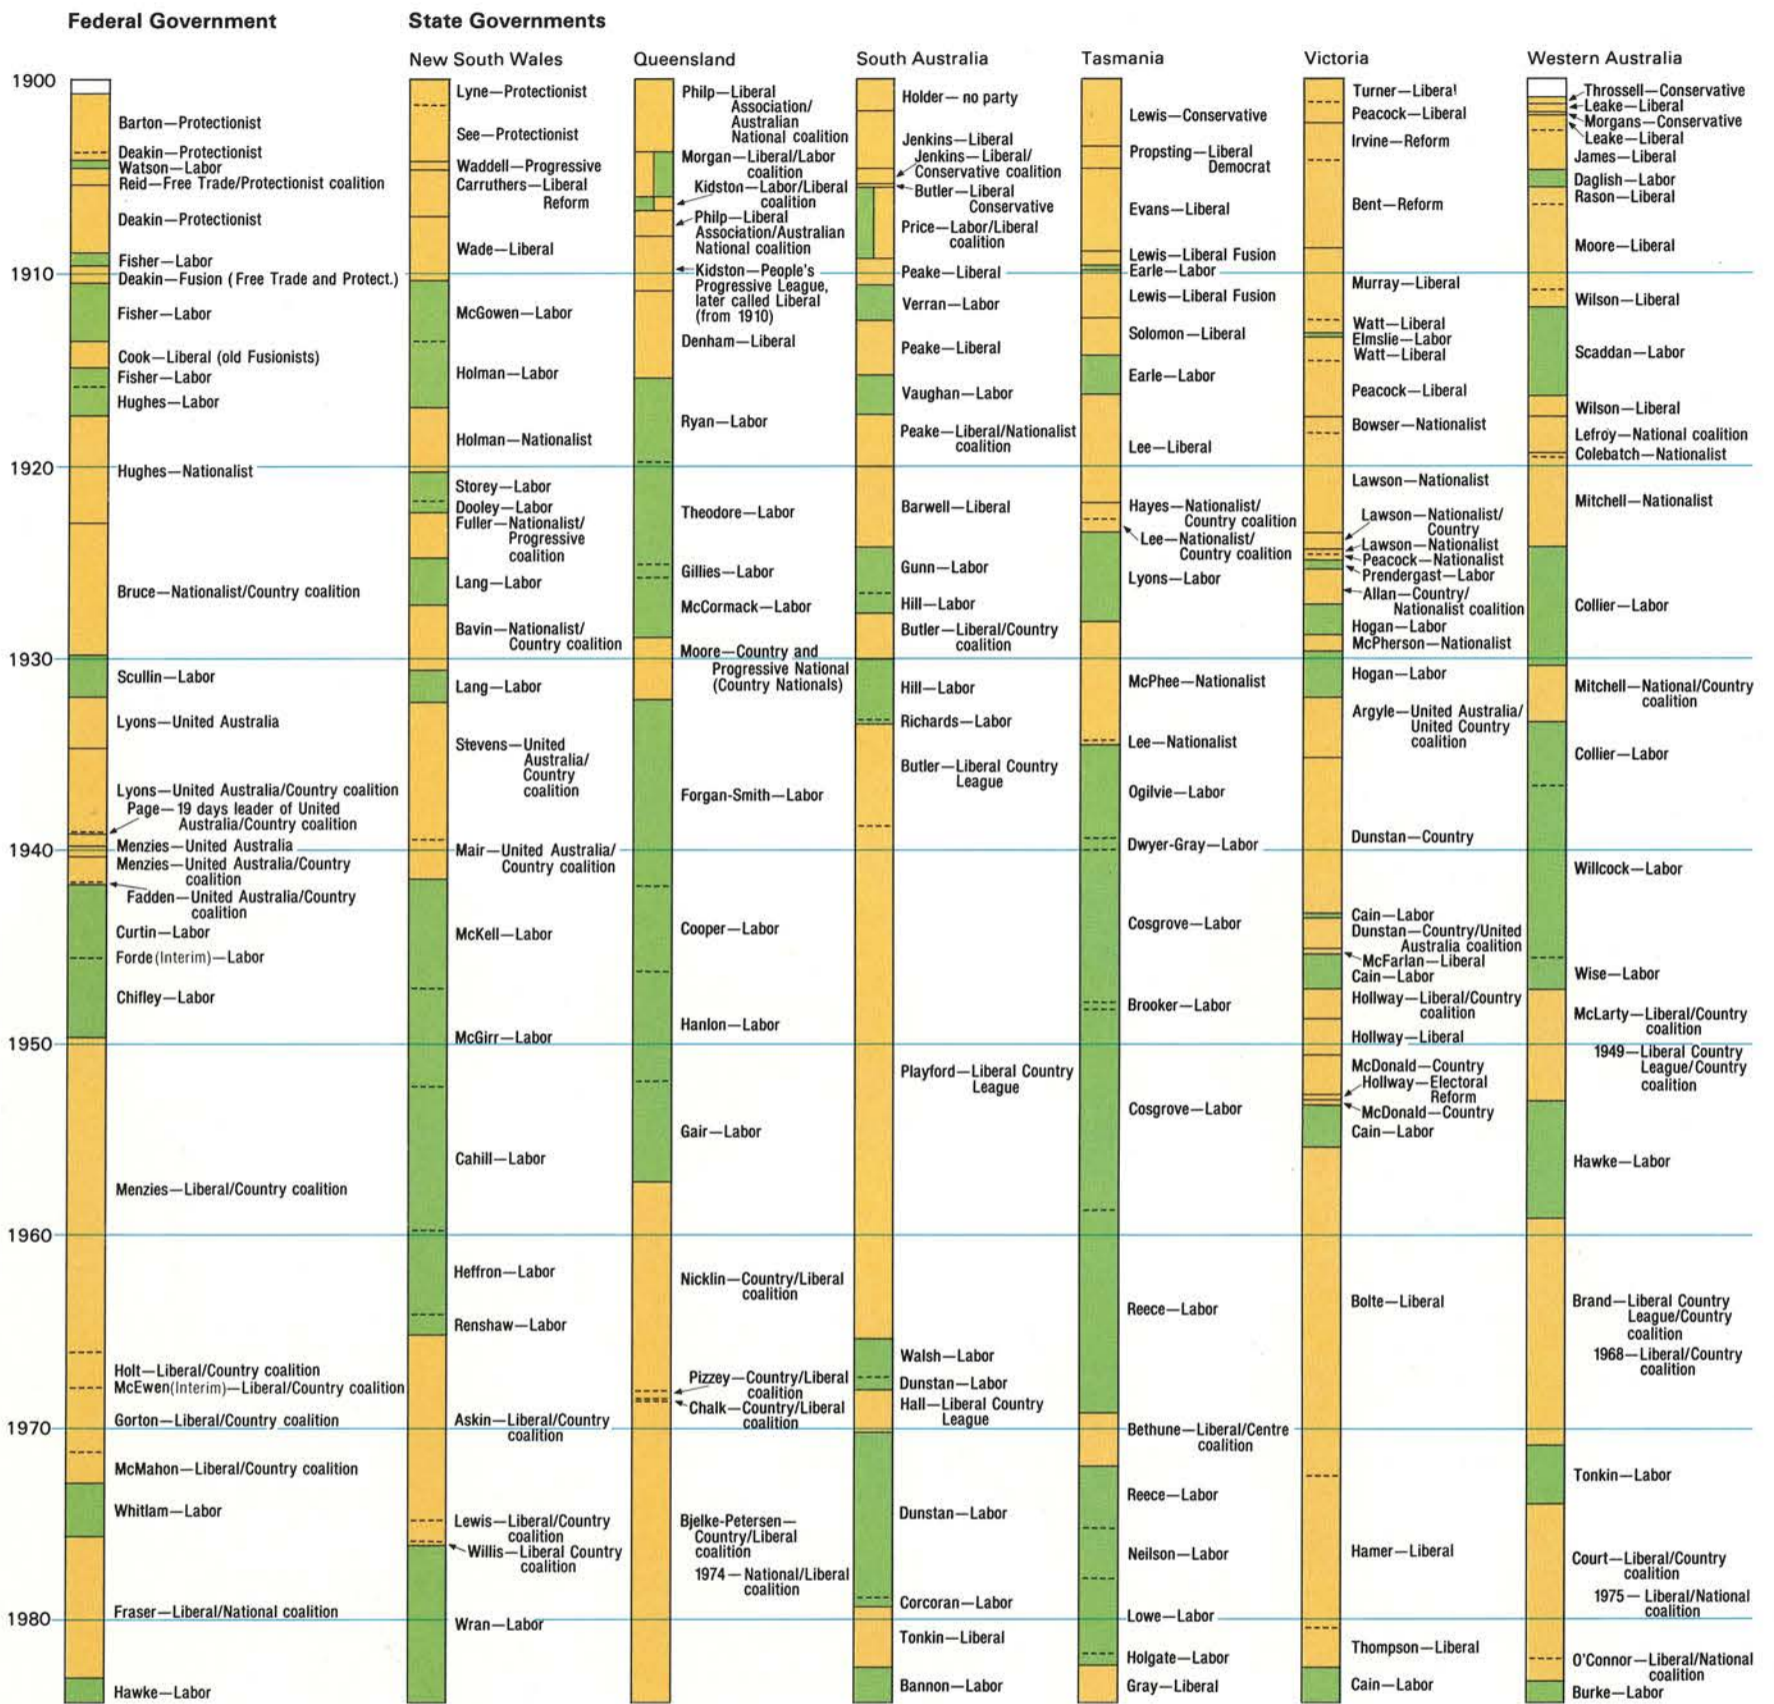 Federal Government
State Governments
New South Wales
Queensland
South Australia
Tasmania
Victoria
Western Australia
1900
1910
1920
1930
1940
1950
1960
1970
1980
Barton—Protectionist
Deakin—Protectionist
Watson—Labor
Reid—Free Trade/Protectionist coalition
Deakin—Protectionist
Fisher—Labor
Deakin—Fusion (Free Trade and Protect.)
Fisher—Labor
Cook—Liberal (old Fusionists)
Fisher—Labor
Hughes—Labor
Hughes—Nationalist
Bruce—Nationalist/Country coalition
Scullin—Labor
Lyons—United Australia
Lyons—United Australia/Country coalition
Page—19 days leader of United
Australia/Country coalition
Menzies—United Australia
Menzies—United Australia/Country
coalition
Fadden—United Australia/Country
coalition
Curtin—Labor
Forde (Interim)—Labor
Chifley—Labor
Menzies—Liberal/Country coalition
Holt—Liberal/Country coalition
McEwen (Interim)—Liberal/Country coalition
Gorton—Liberal/Country coalition
McMahon—Liberal/Country coalition
Whitlam—Labor
Fraser—Liberal/National coalition
Hawke—Labor
Lyne—Protectionist
See—Protectionist
Waddell—Progressive
Carruthers—Liberal
Reform
Wade—Liberal
McGowen—Labor
Holman—Labor
Holman—Nationalist
Storey—Labor
Dooley—Labor
Fuller—Nationalist/
Progressive
coalition
Lang—Labor
Bavin—Nationalist/
Country coalition
Lang—Labor
Stevens—United
Australia/
Country
coalition
Mair—United Australia/
Country coalition
McKell—Labor
McGirr—Labor
Cahill—Labor
Heffron—Labor
Renshaw—Labor
Askin—Liberal/Country
coalition
Lewis—Liberal/Country
coalition
Willis—Liberal Country
coalition
Wran—Labor
Philp—Liberal
Association/
Australian
National coalition
Morgan—Liberal/Labor
coalition
Kidston—Labor/Liberal
coalition
Philp—Liberal
Association/Australian
National coalition
Kidston—People's
Progressive League,
later called Liberal
(from 1910)
Denham—Liberal
Ryan—Labor
Theodore—Labor
Gillies—Labor
McCormack—Labor
Moore—Country and
Progressive National
(Country Nationals)
Forgan-Smith—Labor
Cooper—Labor
Hanlon—Labor
Gair—Labor
Nicklin—Country/Liberal
coalition
Pizzey—Country/Liberal
coalition
Chalk—Country/Liberal
coalition
Bjelke-Petersen—
Country/Liberal
coalition
1974—National/Liberal
coalition
Holder—no party
Jenkins—Liberal
Jenkins—Liberal/
Conservative coalition
Butler—Liberal
Conservative
Price—Labor/Liberal
coalition
Peake—Liberal
Verran—Labor
Peake—Liberal
Vaughan—Labor
Peake—Liberal/Nationalist
coalition
Barwell—Liberal
Gunn—Labor
Hill—Labor
Butler—Liberal/Country
coalition
Hill—Labor
Richards—Labor
Butler—Liberal Country
League
Playford—Liberal Country
League
Walsh—Labor
Dunstan—Labor
Hall—Liberal Country
League
Dunstan—Labor
Corcoran—Labor
Tonkin—Liberal
Bannon—Labor
Lewis—Conservative
Propsting—Liberal
Democrat
Evans—Liberal
Lewis—Liberal Fusion
Earle—Labor
Lewis—Liberal Fusion
Solomon—Liberal
Earle—Labor
Lee—Liberal
Hayes—Nationalist/
Country coalition
Lee—Nationalist/
Country coalition
Lyons—Labor
McPhee—Nationalist
Lee—Nationalist
Ogilvie—Labor
Dwyer-Gray—Labor
Cosgrove—Labor
Brooker—Labor
Cosgrove—Labor
Reece—Labor
Bethune—Liberal/Centre
coalition
Reece—Labor
Neilson—Labor
Lowe—Labor
Holgate—Labor
Gray—Liberal
Turner—Liberal
Peacock—Liberal
Irvine—Reform
Bent—Reform
Murray—Liberal
Watt—Liberal
Elmslie—Labor
Watt—Liberal
Peacock—Liberal
Bowser—Nationalist
Lawson—Nationalist
Lawson—Nationalist/
Country
Lawson—Nationalist
Peacock—Nationalist
Prendergast—Labor
Allan—Country/
Nationalist coalition
Hogan—Labor
McPherson—Nationalist
Hogan—Labor
Argyle—United Australia/
United Country
coalition
Dunstan—Country
Cain—Labor
Dunstan—Country/United
Australia coalition
McFarlan—Liberal
Cain—Labor
Hollway—Liberal/Country
coalition
Hollway—Liberal
McDonald—Country
Hollway—Electoral
Reform
McDonald—Country
Cain—Labor
Bolte—Liberal
Hamer—Liberal
Thompson—Liberal
Cain—Labor
Throssell—Conservative
Leake—Liberal
Morgans—Conservative
Leake—Liberal
James—Liberal
Daglish—Labor
Rason—Liberal
Moore—Liberal
Wilson—Liberal
Scaddan—Labor
Wilson—Liberal
Lefroy—National coalition
Colebatch—Nationalist
Mitchell—Nationalist
Collier—Labor
Mitchell—National/Country
coalition
Collier—Labor
Willcock—Labor
Wise—Labor
McLarty—Liberal/Country
coalition
1949—Liberal Country
League/Country
coalition
Hawke—Labor
Brand—Liberal Country
League/Country
coalition
1968—Liberal/Country
coalition
Tonkin—Labor
Court—Liberal/Country
coalition
1975—Liberal/National
coalition
O'Connor—Liberal/National
coalition
Burke—Labor